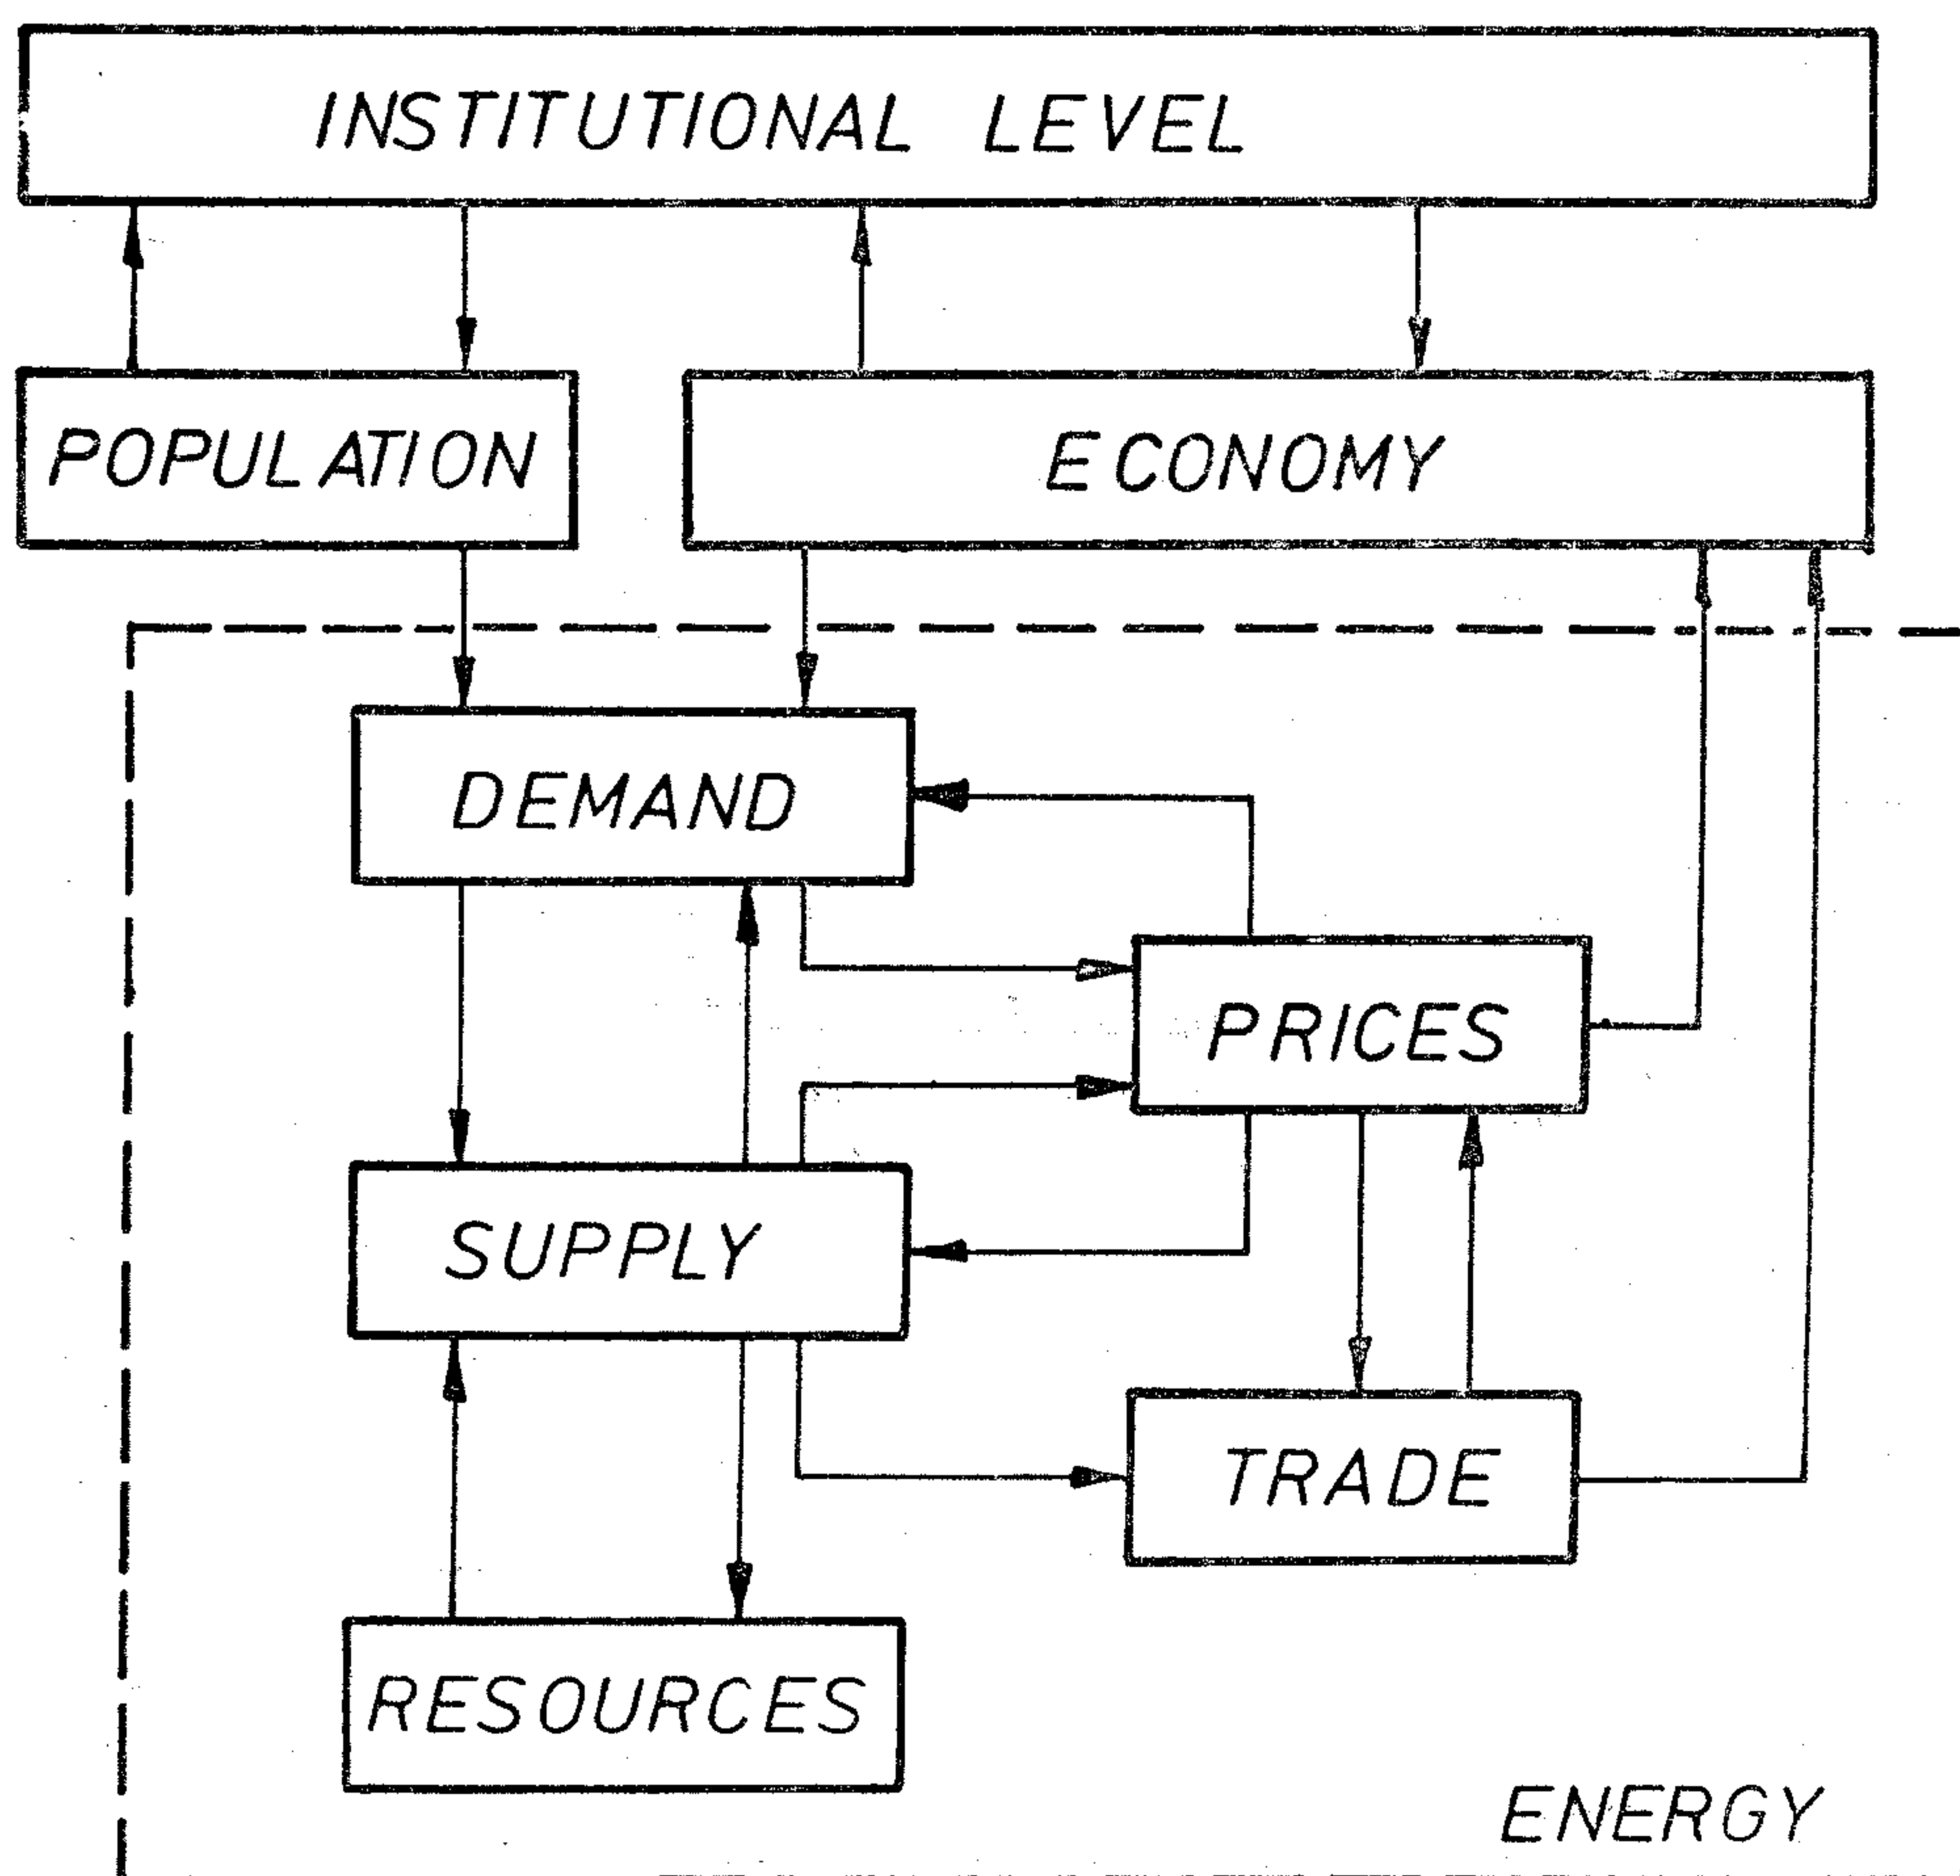 INSTITUTIONAL LEVEL
POPULATION
ECONOMY
DEMAND
PRICES
SUPPLY
TRADE
RESOURCES
ENERGY